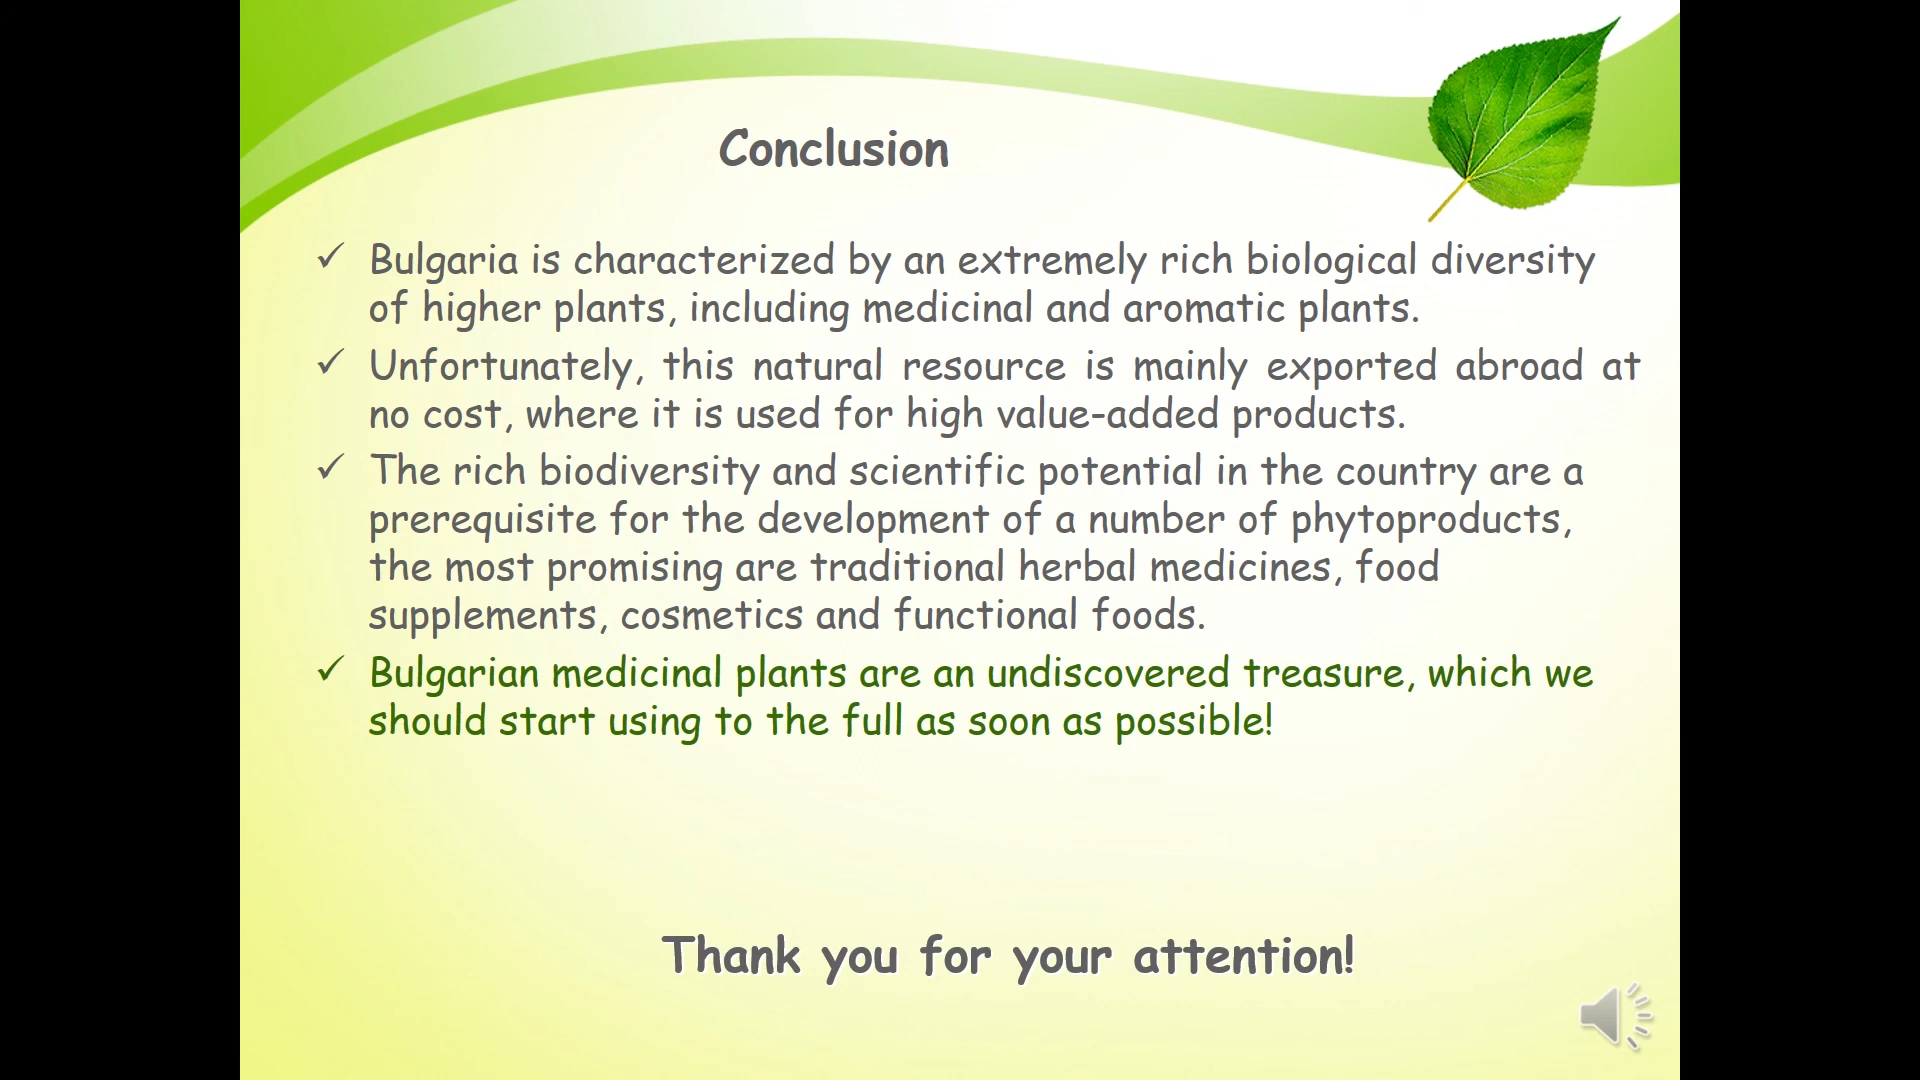 Conclusion
✓ Bulgaria is characterized by an extremely rich biological diversity
of higher plants, including medicinal and aromatic plants.
✓ Unfortunately, this natural resource is mainly exported abroad at
no cost, where it is used for high value-added products.
✓ The rich biodiversity and scientific potential in the country are a
prerequisite for the development of a number of phytoproducts,
the most promising are traditional herbal medicines, food
supplements, cosmetics and functional foods.
✓ Bulgarian medicinal plants are an undiscovered treasure, which we
should start using to the full as soon as possible!
Thank you for your attention!